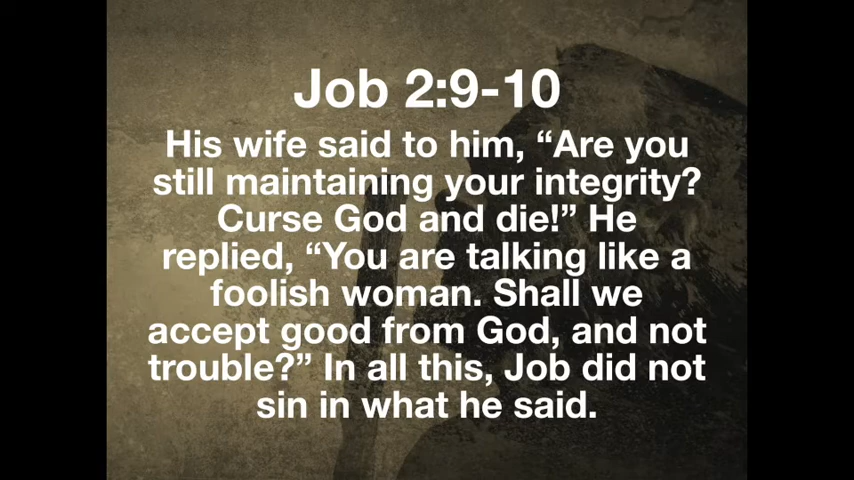 Job 2:9-10
His wife said to him, “Are you
still maintaining your integrity?
Curse God and die!” He
replied, “You are talking like a
foolish woman. Shall we
accept good from God, and not
trouble?” In all this, Job did not
sin in what he said.